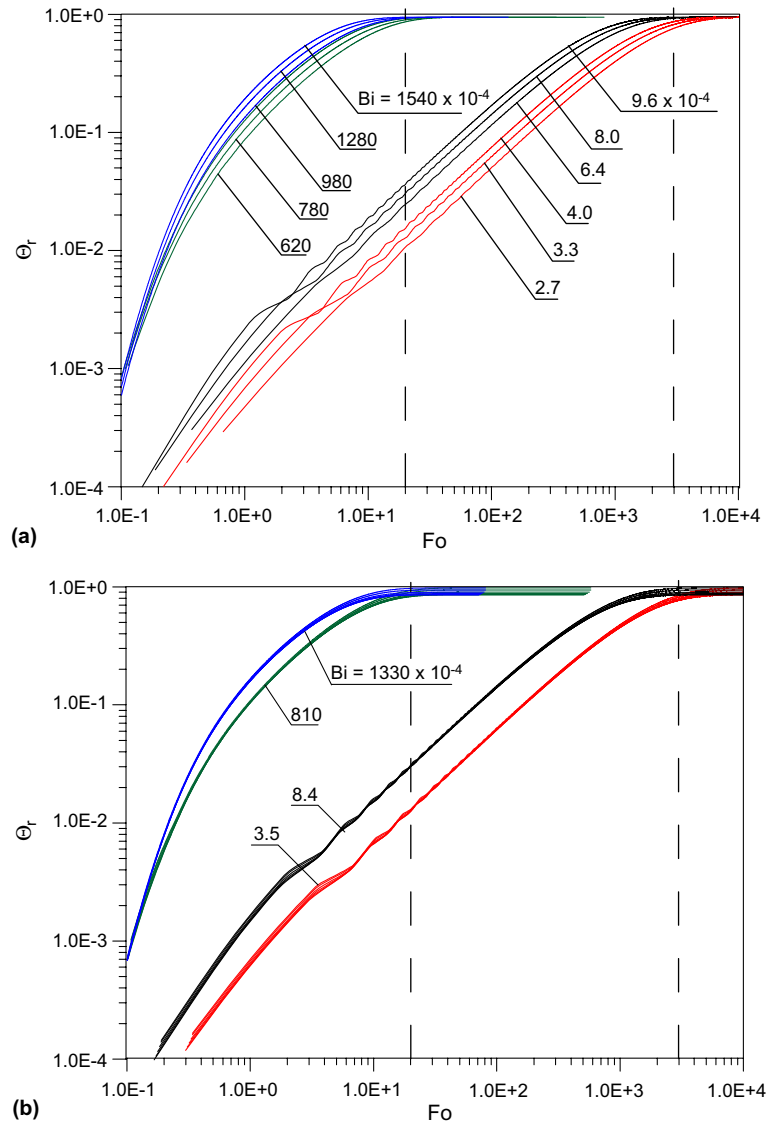 1.0E+0
Bi = 1540 x 10⁻⁴
9.6 x 10⁻⁴
1.0E-1
1280
8.0
980
6.4
780
4.0
620
3.3
1.0E-2
2.7
Θr
1.0E-3
1.0E-4
1.0E-1 1.0E+0 1.0E+1 1.0E+2 1.0E+3 1.0E+4
(a) Fo
1.0E+0
Bi = 1330 x 10⁻⁴
1.0E-1
810
8.4
1.0E-2
3.5
Θr
1.0E-3
1.0E-4
1.0E-1 1.0E+0 1.0E+1 1.0E+2 1.0E+3 1.0E+4
(b) Fo